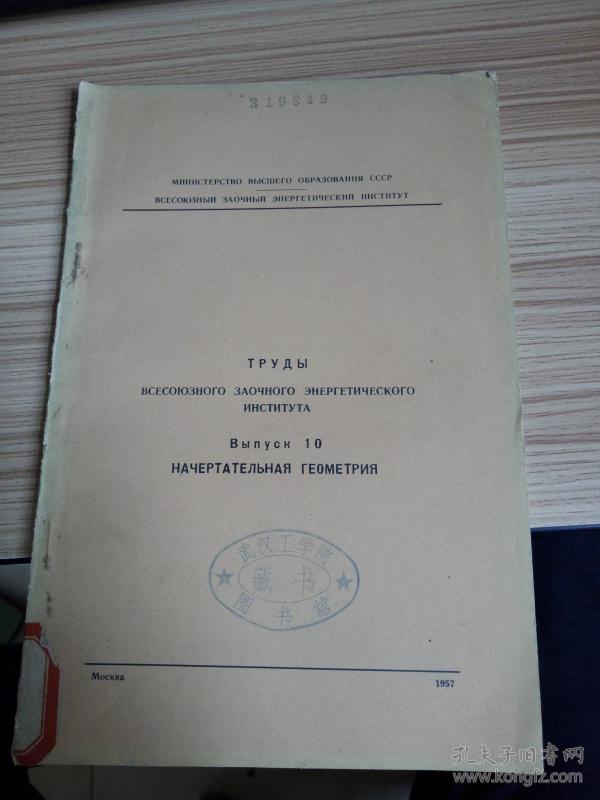 319849
МИНИСТЕРСТВО ВЫСШЕГО ОБРАЗОВАНИЯ СССР
ВСЕСОЮЗНЫЙ ЗАОЧНЫЙ ЭНЕРГЕТИЧЕСКИЙ ИНСТИТУТ
ТРУДЫ
ВСЕСОЮЗНОГО ЗАОЧНОГО ЭНЕРГЕТИЧЕСКОГО
ИНСТИТУТА
Выпуск 10
НАЧЕРТАТЕЛЬНАЯ ГЕОМЕТРИЯ
武汉工学院
藏书
图书馆
Москва
1957
孔夫子旧书网
www.kongfz.com